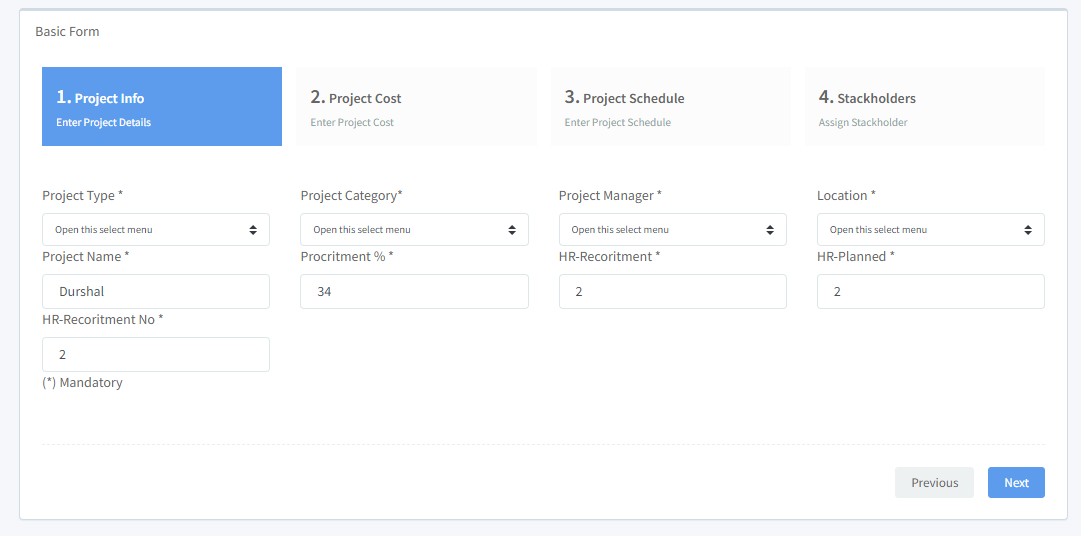 Basic Form
1. Project Info
Enter Project Details
2. Project Cost
Enter Project Cost
3. Project Schedule
Enter Project Schedule
4. Stackholders
Assign Stackholder
Project Type *
Project Category*
Project Manager *
Location *
Open this select menu
Open this select menu
Open this select menu
Open this select menu
Project Name *
Procritment % *
HR-Recoritment *
HR-Planned *
Durshal
34
2
2
HR-Recoritment No *
2
(*) Mandatory
Previous
Next